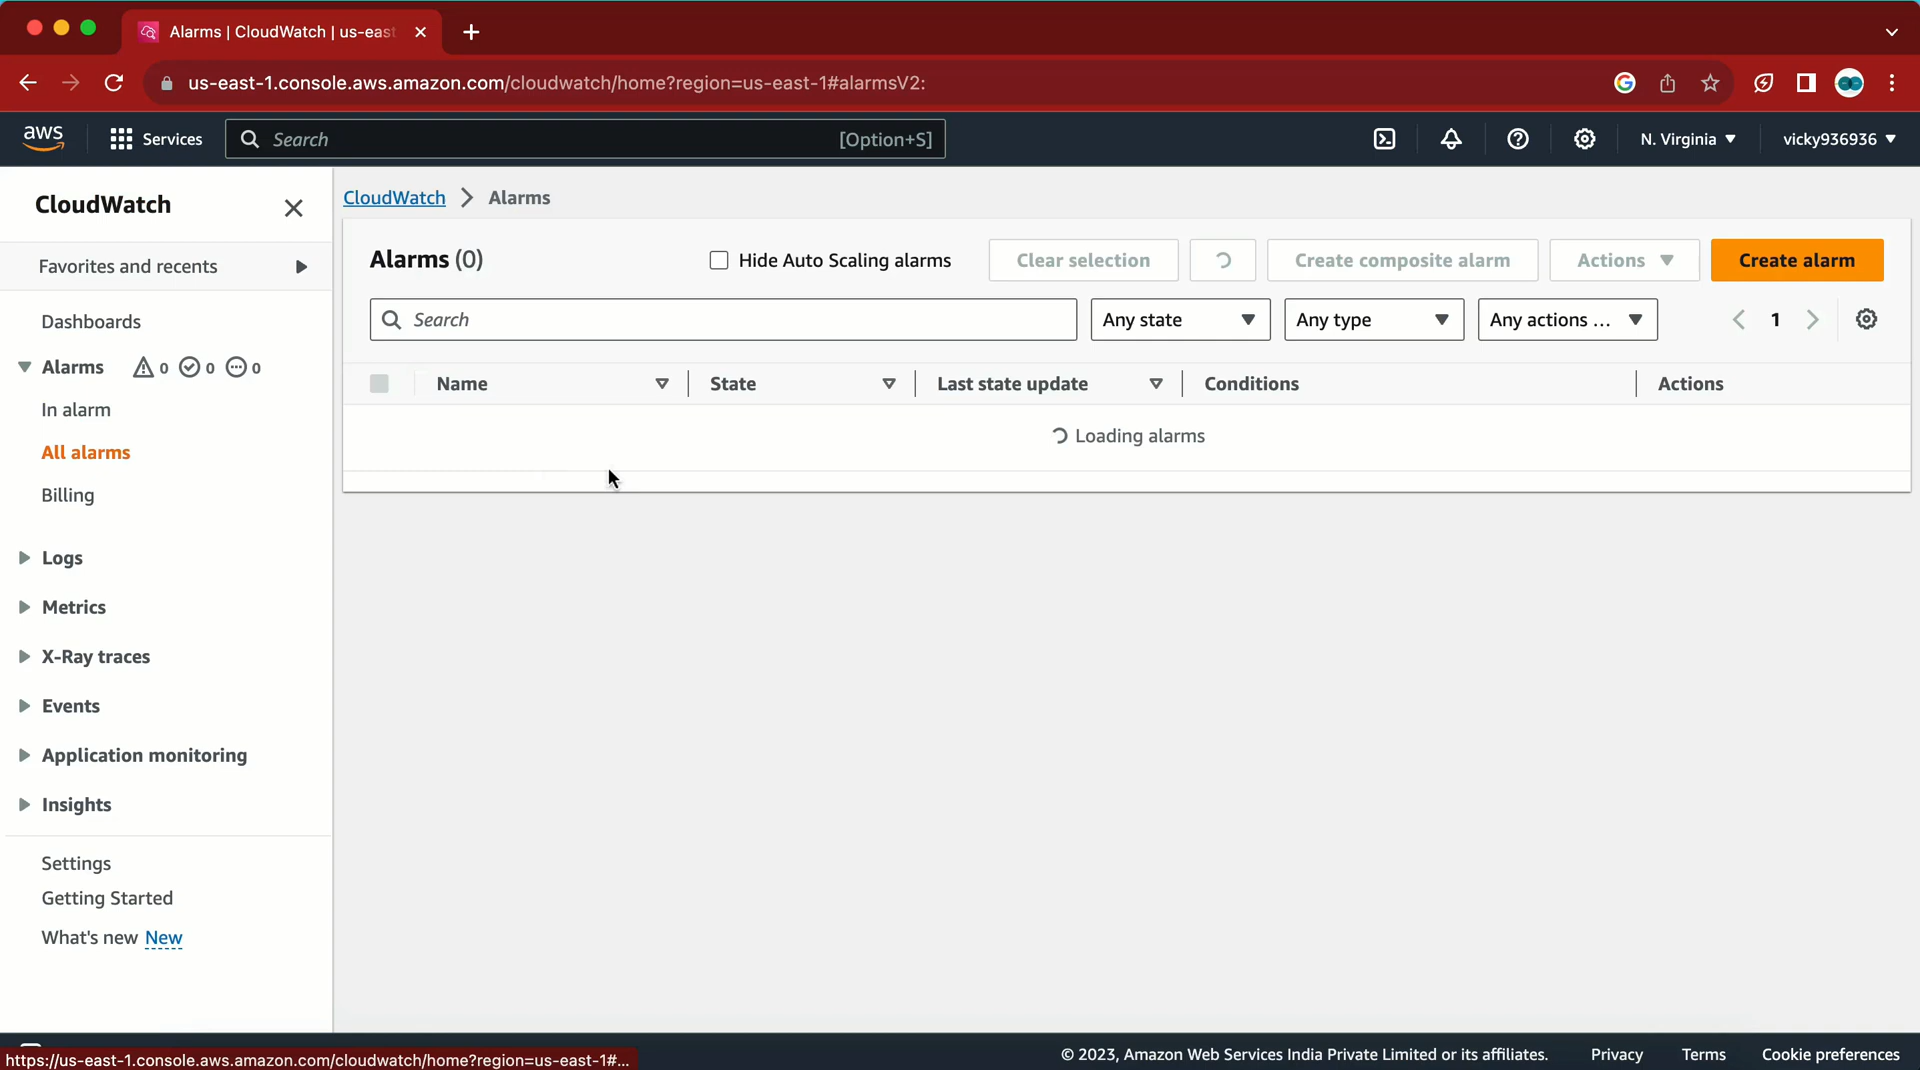 Alarms | CloudWatch | us-east
us-east-1.console.aws.amazon.com/cloudwatch/home?region=us-east-1#alarmsV2:
aws Services Search [Option+S] N. Virginia vicky936936
CloudWatch
Favorites and recents
Dashboards
Alarms 0 0 0
In alarm
All alarms
Billing
Logs
Metrics
X-Ray traces
Events
Application monitoring
Insights
Settings
Getting Started
What's new New
CloudWatch Alarms
Alarms (0) Hide Auto Scaling alarms Clear selection Create composite alarm Actions Create alarm
Search Any state Any type Any actions ... 1
Name State Last state update Conditions Actions
Loading alarms
https://us-east-1.console.aws.amazon.com/cloudwatch/home?region=us-east-1#...
© 2023, Amazon Web Services India Private Limited or its affiliates. Privacy Terms Cookie preferences